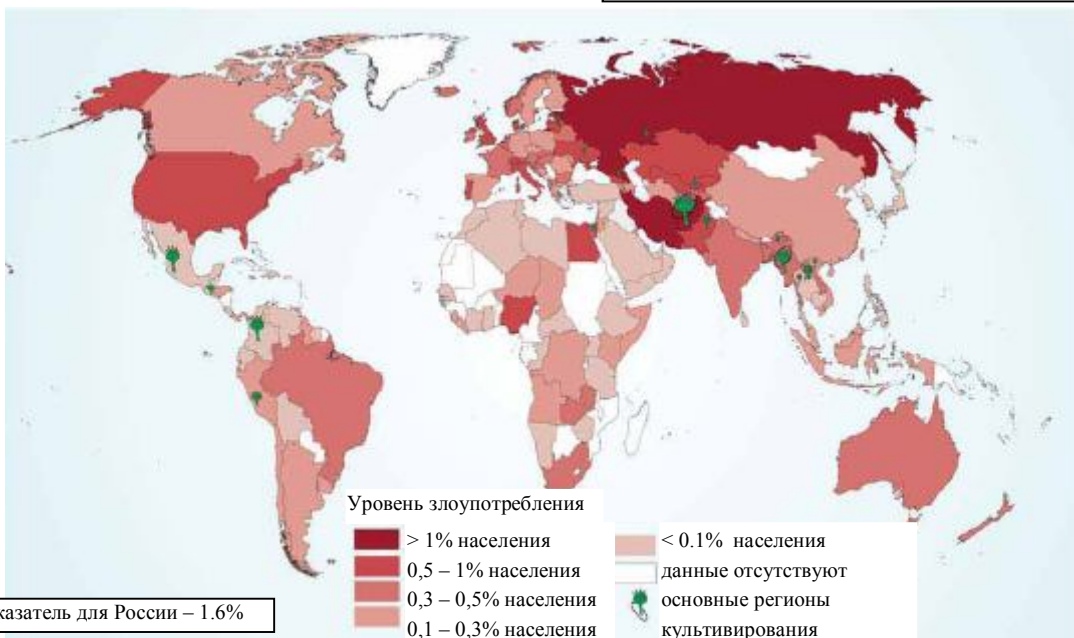 Уровень злоупотребления
> 1% населения
0,5 – 1% населения
0,3 – 0,5% населения
0,1 – 0,3% населения
< 0.1% населения
данные отсутствуют
основные регионы
культивирования
для России – 1.6%